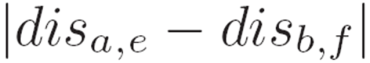 |dis_{a,e} − dis_{b,f}|